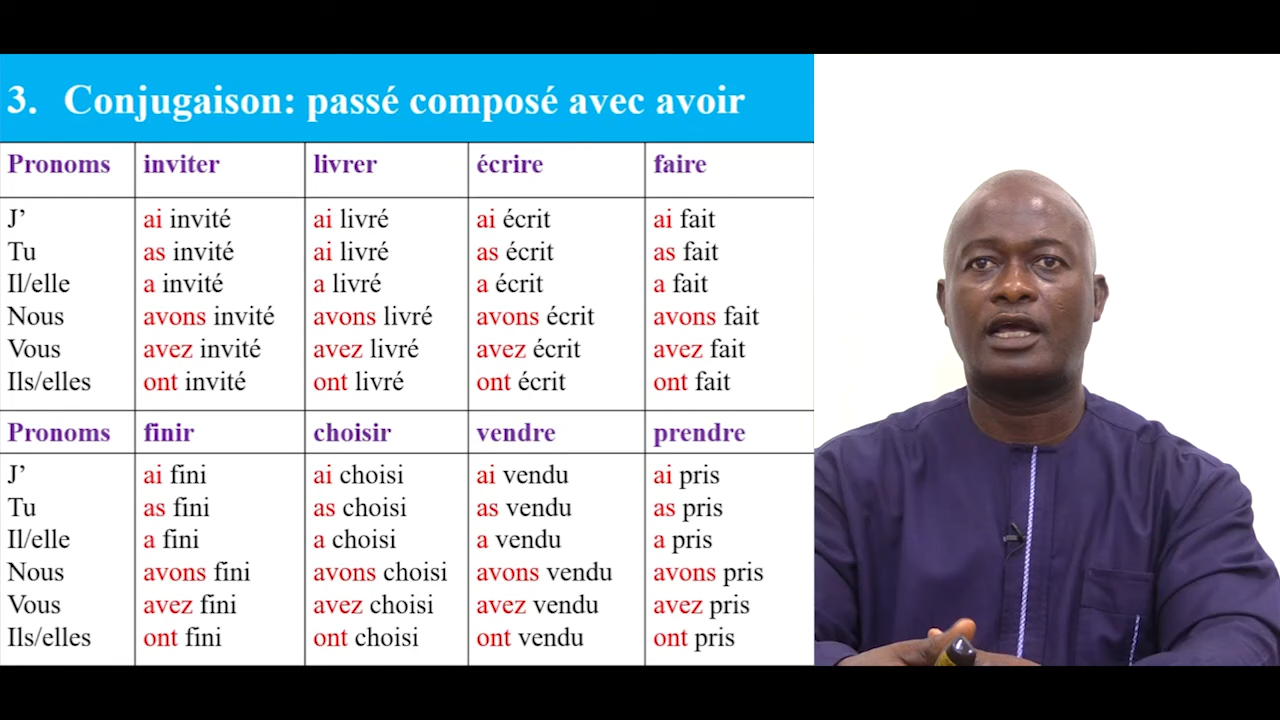 3. Conjugaison: passé composé avec avoir
Pronoms inviter livrer écrire faire
J' ai invité ai livré ai écrit ai fait
Tu as invité ai livré as écrit as fait
Il/elle a invité a livré a écrit a fait
Nous avons invité avons livré avons écrit avons fait
Vous avez invité avez livré avez écrit avez fait
Ils/elles ont invité ont livré ont écrit ont fait
Pronoms finir choisir vendre prendre
J' ai fini ai choisi ai vendu ai pris
Tu as fini as choisi as vendu as pris
Il/elle a fini a choisi a vendu a pris
Nous avons fini avons choisi avons vendu avons pris
Vous avez fini avez choisi avez vendu avez pris
Ils/elles ont fini ont choisi ont vendu ont pris